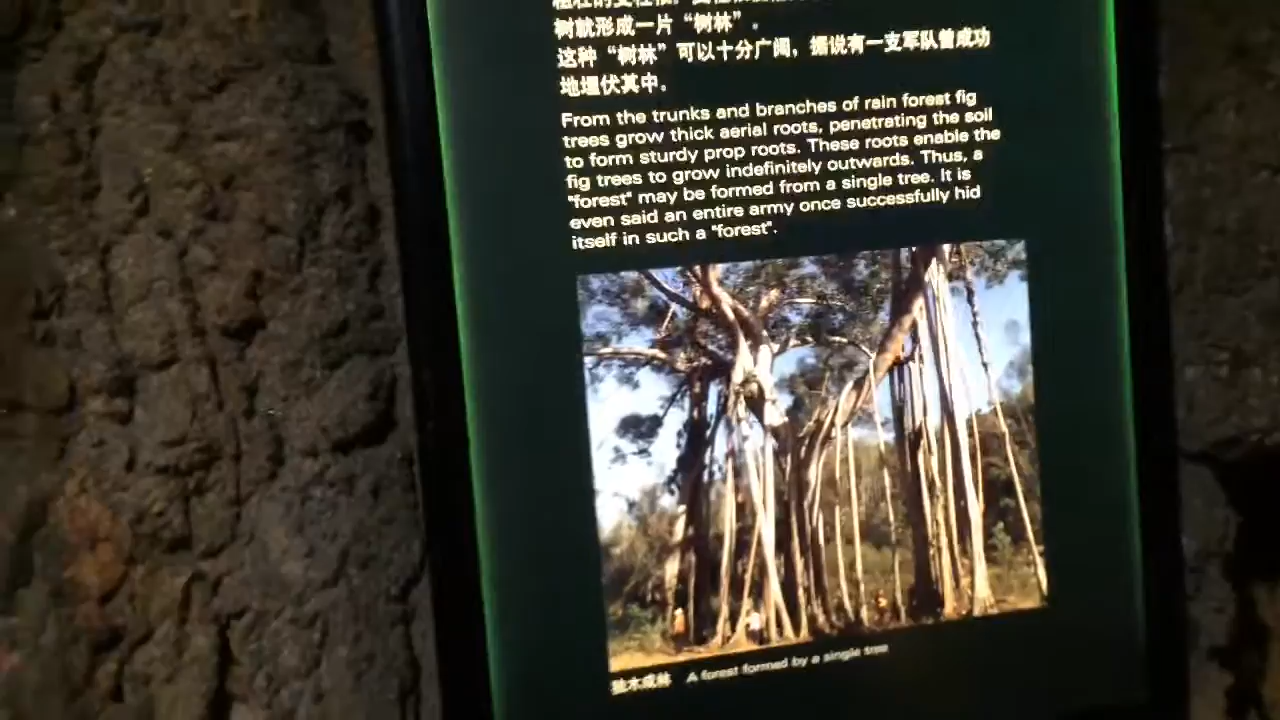 树就形成一片“树林”。
这种“树林”可以十分广阔，据说有一支军队曾成功
地埋伏其中。
From the trunks and branches of rain forest fig
trees grow thick aerial roots, penetrating the soil
to form sturdy prop roots. These roots enable the
fig trees to grow indefinitely outwards. Thus, a
"forest" may be formed from a single tree. It is
even said an entire army once successfully hid
itself in such a "forest".
独木成林 A forest formed by a single tree